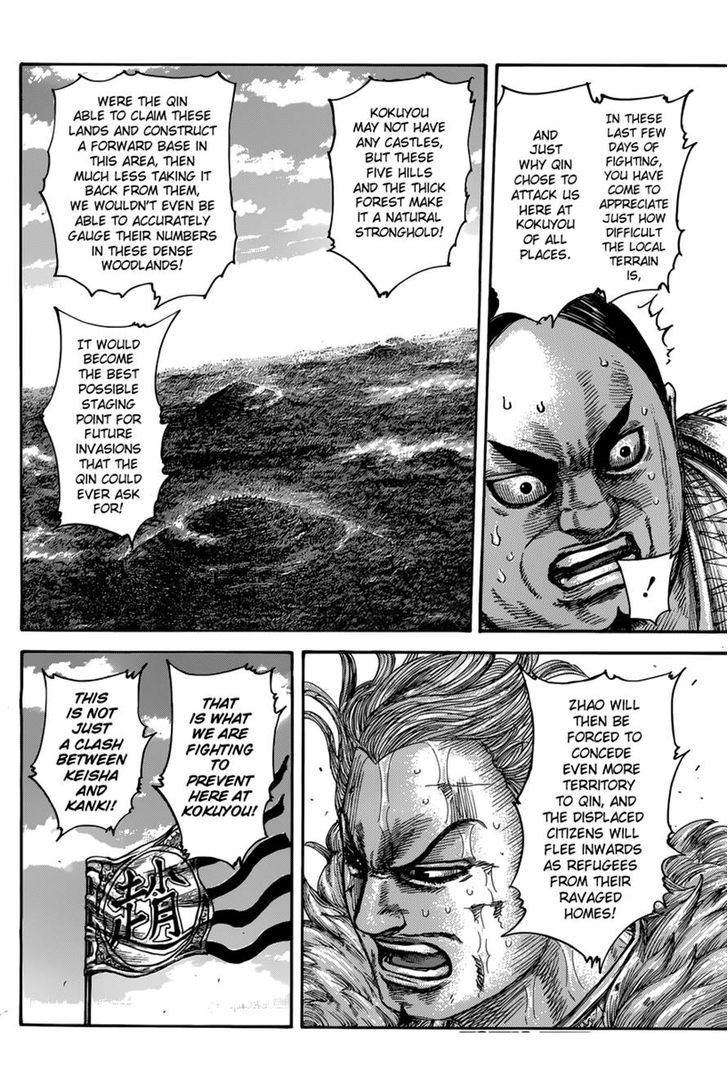 IN THESE
LAST FEW
DAYS OF
FIGHTING,
YOU HAVE
COME TO
APPRECIATE
JUST HOW
DIFFICULT
THE LOCAL
TERRAIN
IS,
AND
JUST
WHY QIN
CHOSE TO
ATTACK US
HERE AT
KOKUYOU
OF ALL
PLACES.
!
KOKUYOU
MAY NOT HAVE
ANY CASTLES,
BUT THESE
FIVE HILLS
AND THE THICK
FOREST MAKE
IT A NATURAL
STRONGHOLD!
WERE THE QIN
ABLE TO CLAIM THESE
LANDS AND CONSTRUCT
A FORWARD BASE IN
THIS AREA, THEN
MUCH LESS TAKING IT
BACK FROM THEM,
WE WOULDN'T EVEN BE
ABLE TO ACCURATELY
GAUGE THEIR NUMBERS
IN THESE DENSE
WOODLANDS!
IT WOULD
BECOME
THE BEST
POSSIBLE
STAGING
POINT FOR
FUTURE
INVASIONS
THAT THE
QIN COULD
EVER ASK
FOR!
ZHAO WILL
THEN BE
FORCED TO
CONCEDE
EVEN MORE
TERRITORY
TO QIN, AND
THE DISPLACED
CITIZENS WILL
FLEE INWARDS
AS REFUGEES
FROM THEIR
RAVAGED
HOMES!
THAT
IS WHAT
WE ARE
FIGHTING
TO
PREVENT
HERE AT
KOKUYOU!
THIS
IS NOT
JUST
A CLASH
BETWEEN
KEISHA
AND
KANKI!
趙